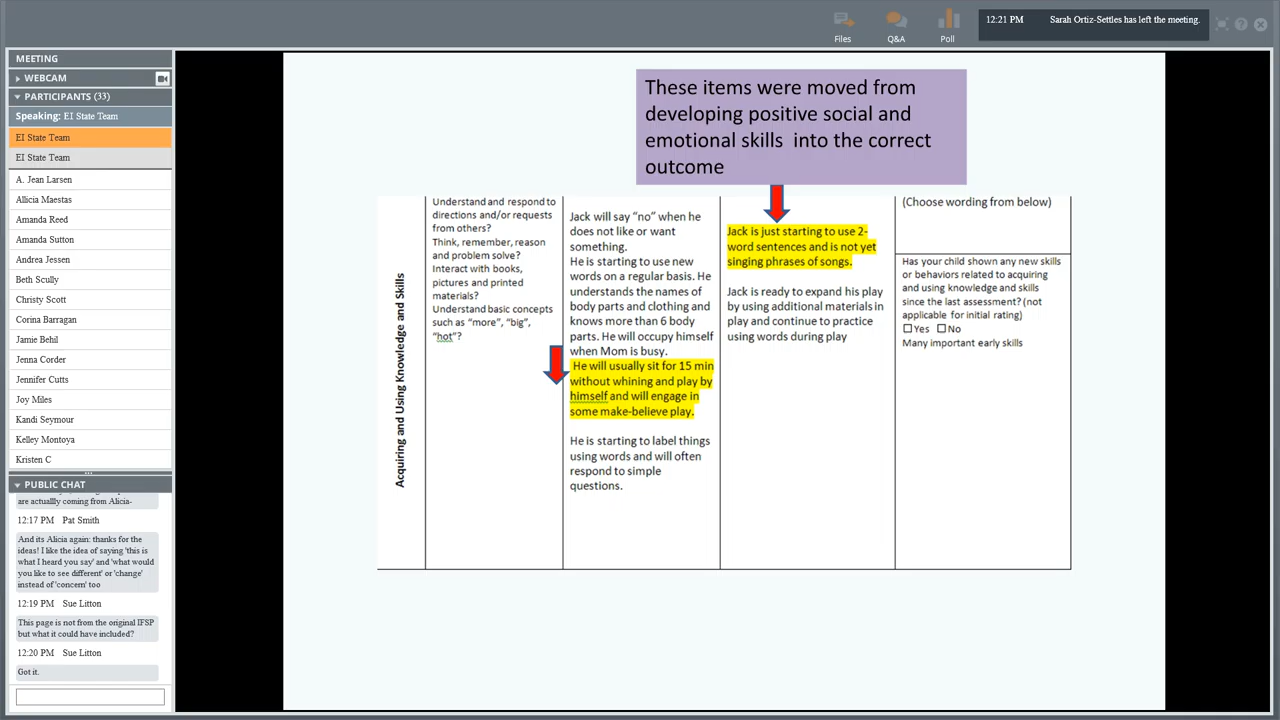 12:21 PM Sarah Ortiz-Settles has left the meeting.
Files
Q&A
Poll
MEETING
WEBCAM
PARTICIPANTS (33)
Speaking: EI State Team
EI State Team
EI State Team
A. Jean Larsen
Allicia Maestas
Amanda Reed
Amanda Sutton
Andrea Jessen
Beth Scully
Christy Scott
Corina Barragan
Jamie Behil
Jenna Corder
Jennifer Cutts
Joy Miles
Kandi Seymour
Kelley Montoya
Kristen C
PUBLIC CHAT
are actuallly coming from Alicia-
12:17 PM Pat Smith
And its Alicia again: thanks for the
ideas! I like the idea of saying 'this is
what I heard you say' and 'what would
you like to see different' or 'change'
instead of 'concern' too
12:19 PM Sue Litton
This page is not from the original IFSP
but what it could have included?
12:20 PM Sue Litton
Got it.
These items were moved from
developing positive social and
emotional skills into the correct
outcome
Acquiring and Using Knowledge and Skills
Understand and respond to
directions and/or requests
from others?
Think, remember, reason
and problem solve?
Interact with books,
pictures and printed
materials?
Understand basic concepts
such as "more", "big",
"hot"?
Jack will say "no" when he
does not like or want
something.
He is starting to use new
words on a regular basis. He
understands the names of
body parts and clothing and
knows more than 6 body
parts. He will occupy himself
when Mom is busy.
He will usually sit for 15 min
without whining and play by
himself and will engage in
some make-believe play.
He is starting to label things
using words and will often
respond to simple
questions.
Jack is just starting to use 2-
word sentences and is not yet
singing phrases of songs.
Jack is ready to expand his play
by using additional materials in
play and continue to practice
using words during play
(Choose wording from below)
Has your child shown any new skills
or behaviors related to acquiring
and using knowledge and skills
since the last assessment? (not
applicable for initial rating)
☐Yes ☐No
Many important early skills